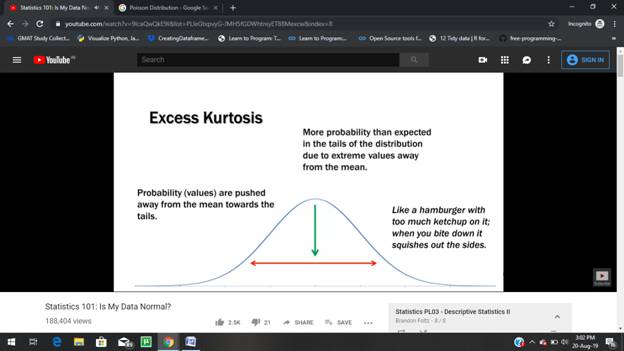 Statistics 101: Is My Data No
Poisson Distribution - Google Se
youtube.com/watch?v=
Incognito
GMAT Study Collect...
Visualize Python, Ja...
CreatingDataframe...
Learn to Program: T...
Learn to Program...
Open Source tools f...
12 Tidy data | R for...
free-programming-...
YouTube
Search
SIGN IN
Excess Kurtosis
More probability than expected
in the tails of the distribution
due to extreme values away
from the mean.
Probability (values) are pushed
away from the mean towards the
tails.
Like a hamburger with
too much ketchup on it;
when you bite down it
squishes out the sides.
Statistics 101: Is My Data Normal?
188,404 views
2.5K
21
SHARE
SAVE
Statistics PL03 - Descriptive Statistics II
Brandon Foltz - 8 / 8
3:02 PM
20-Aug-19